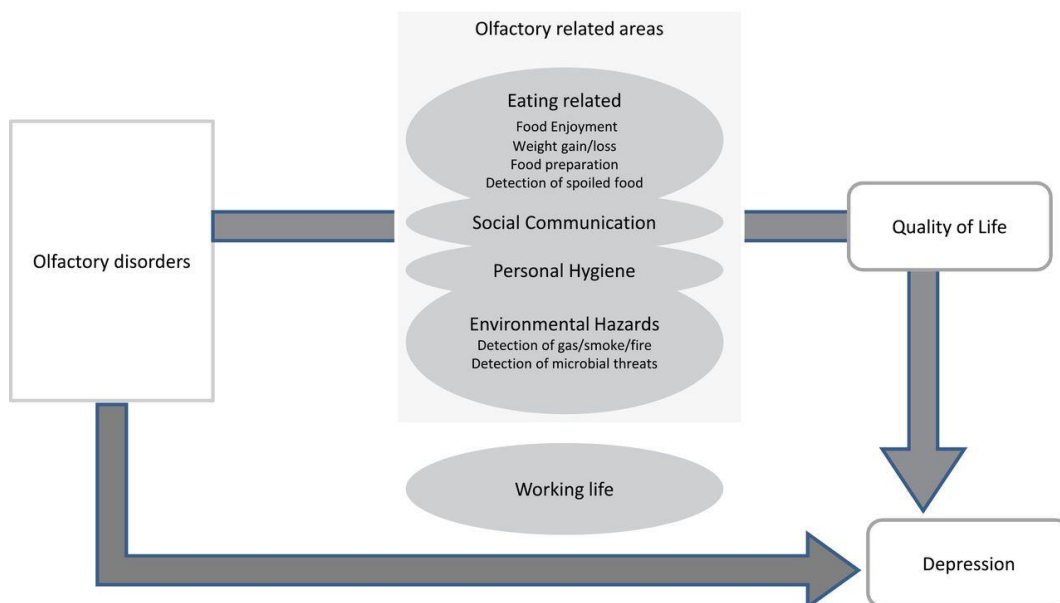 Olfactory related areas
Eating related
Food Enjoyment
Weight gain/loss
Food preparation
Detection of spoiled food
Social Communication
Personal Hygiene
Environmental Hazards
Detection of gas/smoke/fire
Detection of microbial threats
Working life
Olfactory disorders
Quality of Life
Depression